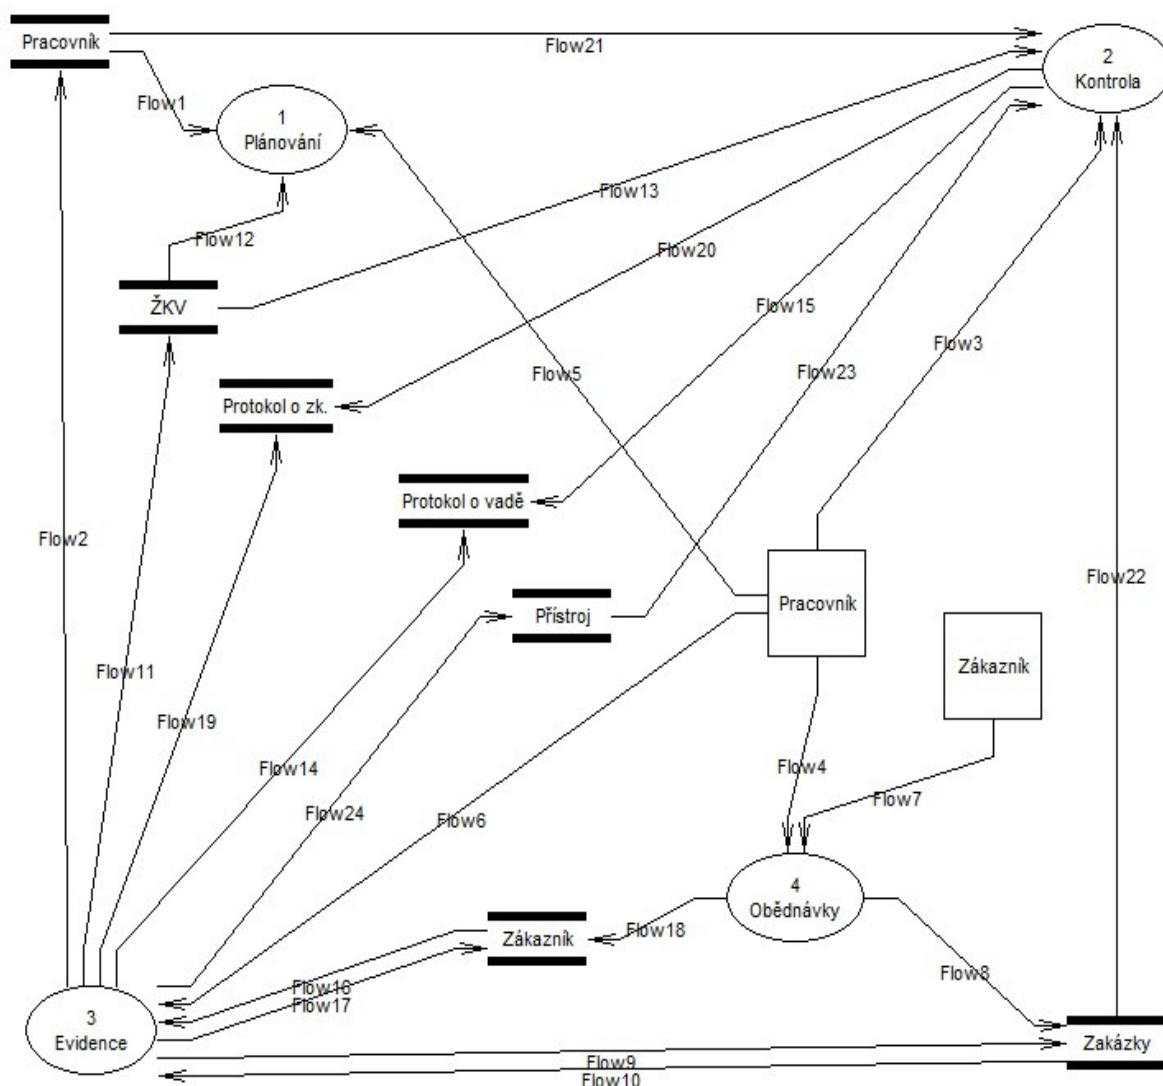 Pracovník
Flow21
2
Kontrola
Flow1
1
Plánování
Flow13
Flow12
Flow20
ŽKV
Flow15
Flow3
Flow5
Flow23
Protokol o zk.
Protokol o vadě
Flow2
Flow22
Přístroj
Pracovník
Zákazník
Flow11
Flow19
Flow14
Flow4
Flow24
Flow6
Flow7
4
Obědnávky
Zákazník
Flow18
Flow8
Flow16
Flow17
3
Evidence
Zakázky
Flow9
Flow10